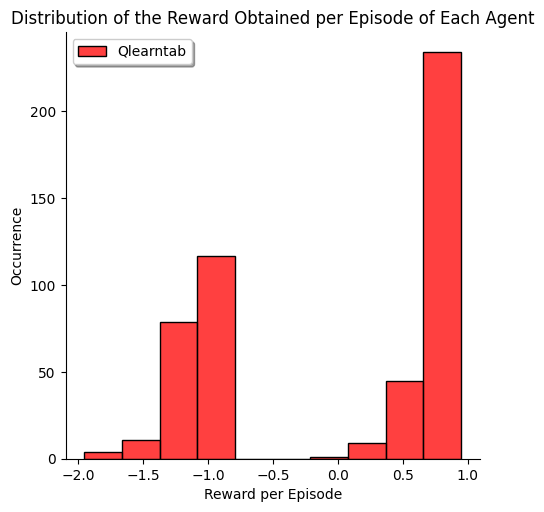 Distribution of the Reward Obtained per Episode of Each Agent
Qlearntab
Occurrence
200
150
100
50
0
−2.0 −1.5 −1.0 −0.5 0.0 0.5 1.0
Reward per Episode